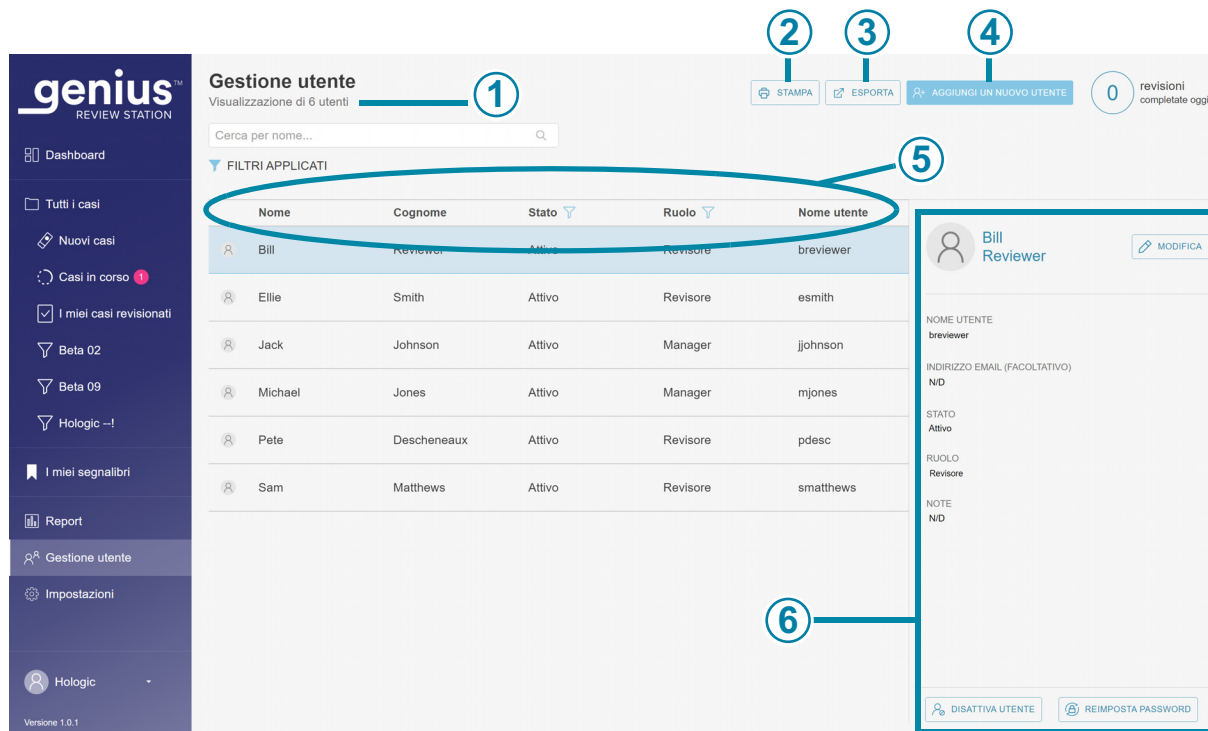 2
3
4
genius™
REVIEW STATION
Gestione utente
Visualizzazione di 6 utenti
1
STAMPA
ESPORTA
AGGIUNGI UN NUOVO UTENTE
0
revisioni
completate oggi
Cerca per nome...
FILTRI APPLICATI
5
Dashboard
Tutti i casi
Nuovi casi
Casi in corso 1
I miei casi revisionati
Beta 02
Beta 09
Hologic --!
I miei segnalibri
Report
Gestione utente
Impostazioni
Hologic
Versione 1.0.1
Nome Cognome Stato Ruolo Nome utente
Bill Reviewer Attivo Revisore breviewer
Ellie Smith Attivo Revisore esmith
Jack Johnson Attivo Manager jjohnson
Michael Jones Attivo Manager mjones
Pete Descheneaux Attivo Revisore pdesc
Sam Matthews Attivo Revisore smatthews
6
Bill
Reviewer
MODIFICA
NOME UTENTE
breviewer
INDIRIZZO EMAIL (FACOLTATIVO)
N/D
STATO
Attivo
RUOLO
Revisore
NOTE
N/D
DISATTIVA UTENTE
REIMPOSTA PASSWORD